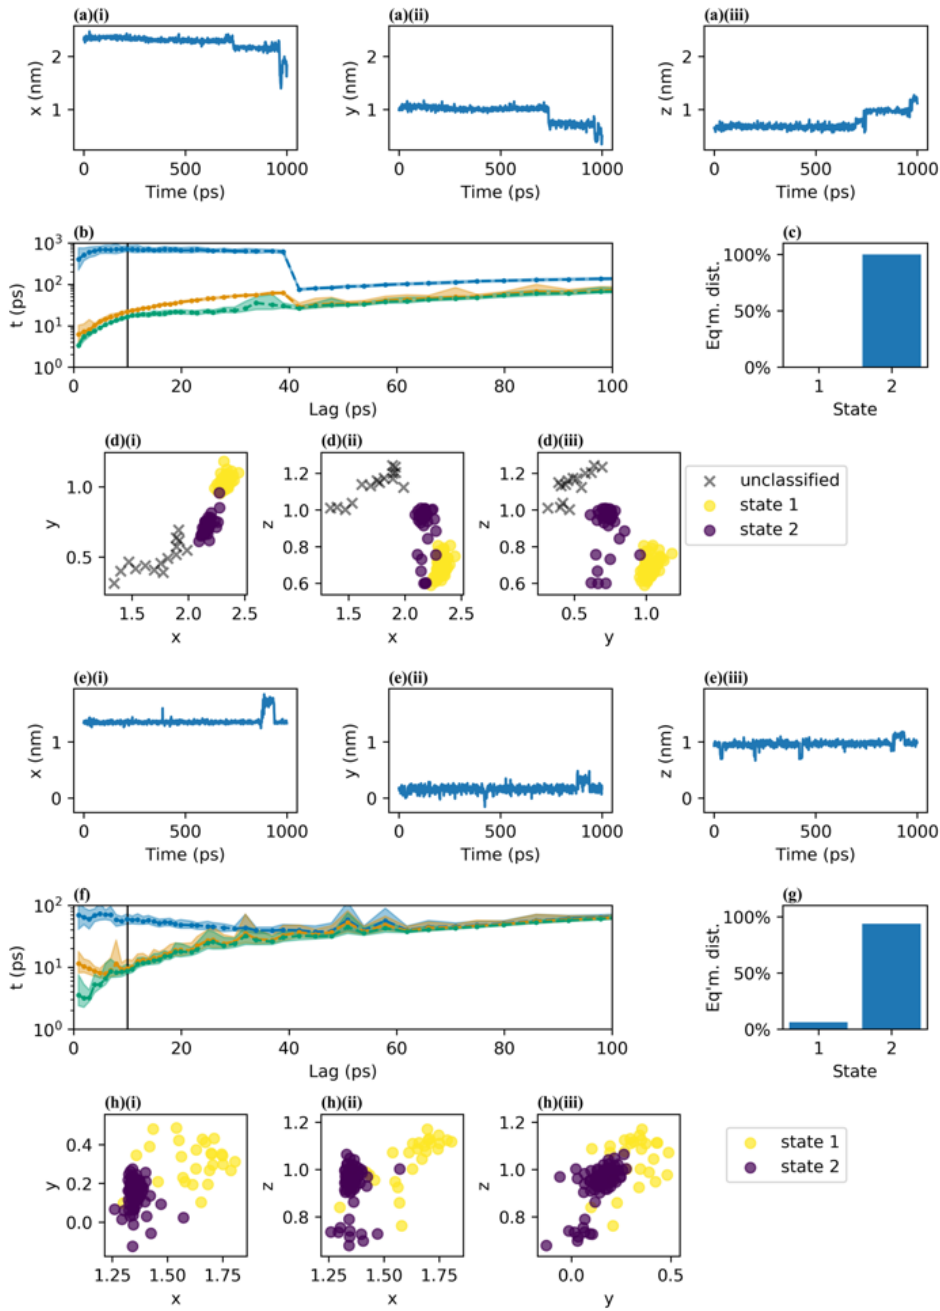 (a)(i)
(a)(ii)
(a)(iii)
x (nm)
2
1
0
500
1000
Time (ps)
y (nm)
2
1
0
500
1000
Time (ps)
z (nm)
2
1
0
500
1000
Time (ps)
(b)
t (ps)
10³
10²
10¹
10⁰
0
20
40
60
80
100
Lag (ps)
(c)
Eq'm. dist.
100%
50%
0%
1
2
State
(d)(i)
y
1.0
0.5
1.5
2.0
2.5
x
(d)(ii)
z
1.2
1.0
0.8
0.6
1.5
2.0
2.5
x
(d)(iii)
z
1.2
1.0
0.8
0.6
0.5
1.0
y
unclassified
state 1
state 2
(e)(i)
x (nm)
1
0
0
500
1000
Time (ps)
(e)(ii)
y (nm)
1
0
0
500
1000
Time (ps)
(e)(iii)
z (nm)
1
0
0
500
1000
Time (ps)
(f)
t (ps)
10²
10¹
10⁰
0
20
40
60
80
100
Lag (ps)
(g)
Eq'm. dist.
100%
50%
0%
1
2
State
(h)(i)
y
0.4
0.2
0.0
1.25
1.50
1.75
x
(h)(ii)
z
1.2
1.0
0.8
1.25
1.50
1.75
x
(h)(iii)
z
1.2
1.0
0.8
0.0
0.5
y
state 1
state 2